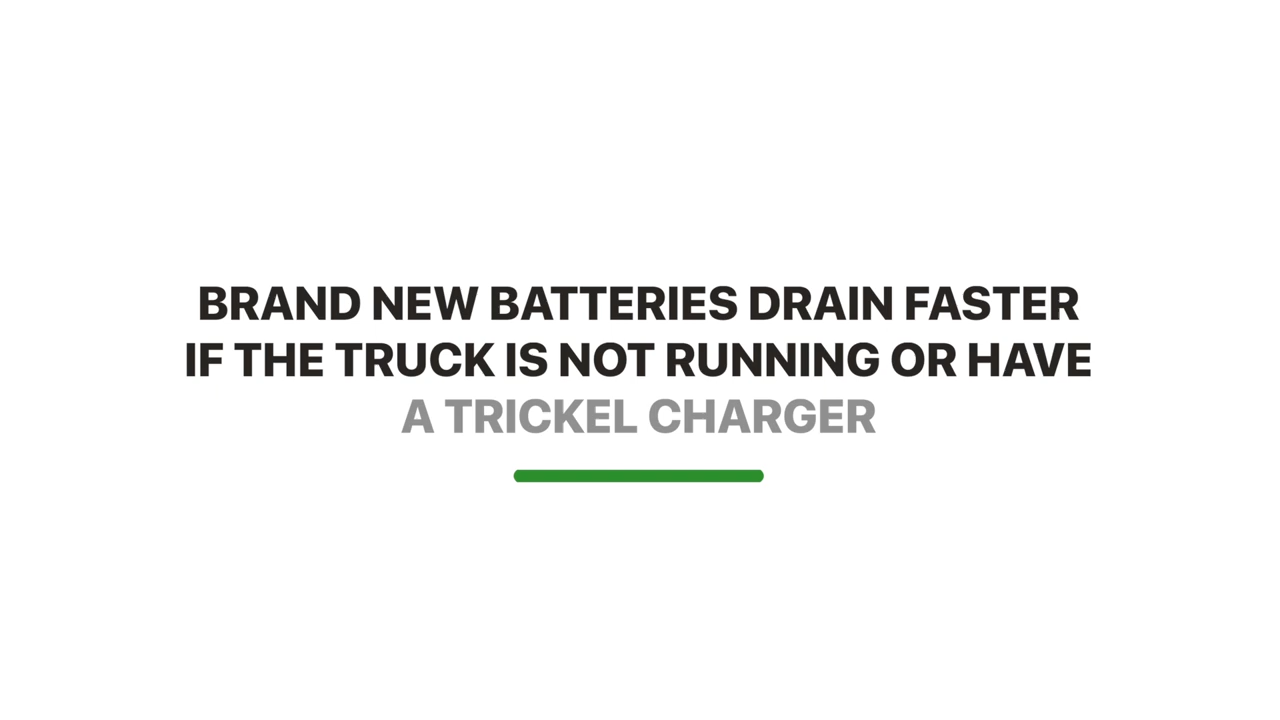 BRAND NEW BATTERIES DRAIN FASTER
IF THE TRUCK IS NOT RUNNING OR HAVE
A TRICKEL CHARGER